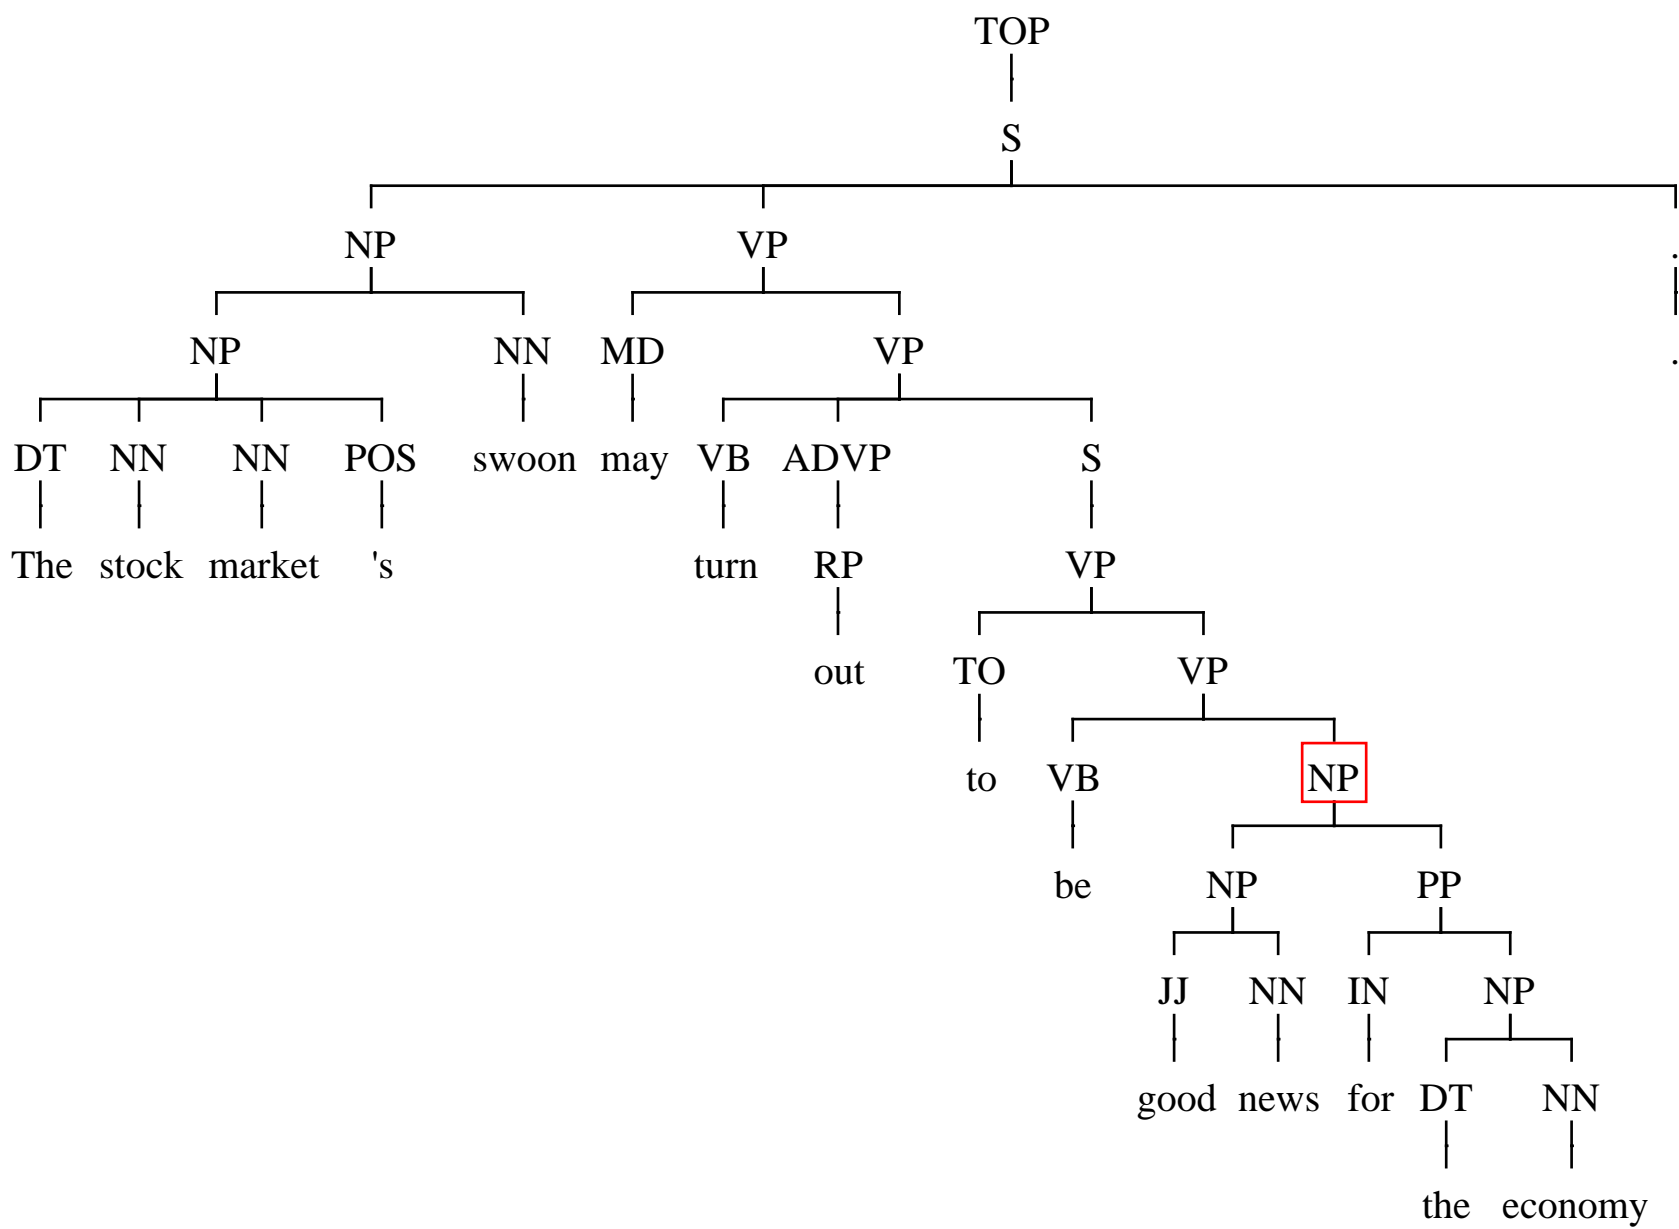 TOP
S
NP VP .
NP NN MD VP .
DT NN NN POS swoon may VB ADVP S
The stock market 's turn RP VP
out TO VP
to VB NP
be NP PP
JJ NN IN NP
good news for DT NN
the economy